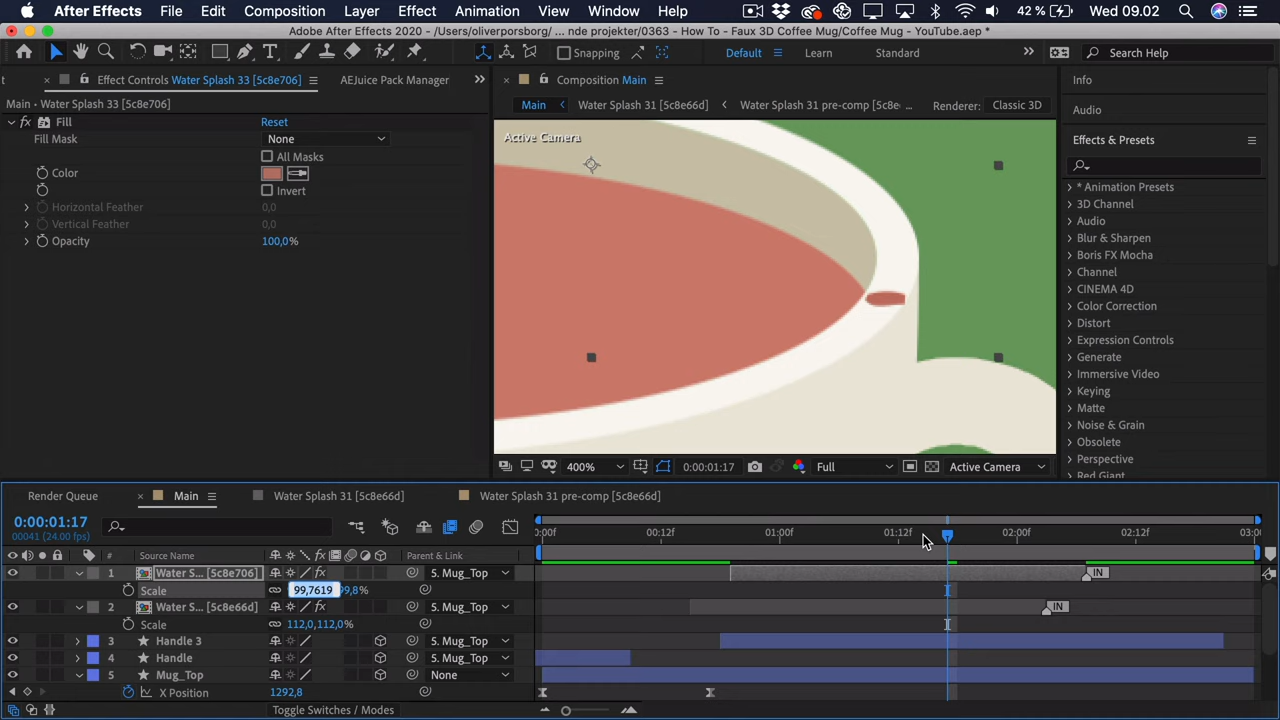 After Effects File Edit Composition Layer Effect Animation View Window Help 42 % Wed 09.02
Adobe After Effects 2020 - /Users/oliverporsborg/ ... nde projekter/0363 - How To - Faux 3D Coffee Mug/Coffee Mug - YouTube.aep *
Snapping Default Learn Standard Search Help
t Effect Controls Water Splash 33 [5c8e706] AEJuice Pack Manager
Main • Water Splash 33 [5c8e706]
fx Fill Reset
Fill Mask None
All Masks
Color
Invert
Horizontal Feather 0,0
Vertical Feather 0,0
Opacity 100,0%
Composition Main
Main Water Splash 31 [5c8e66d] Water Splash 31 pre-comp [5c8e ... Renderer: Classic 3D
Active Camera
400% 0:00:01:17 Full Active Camera
Info
Audio
Effects & Presets
* Animation Presets
3D Channel
Audio
Blur & Sharpen
Boris FX Mocha
Channel
CINEMA 4D
Color Correction
Distort
Expression Controls
Generate
Immersive Video
Keying
Matte
Noise & Grain
Obsolete
Perspective
Red Giant
Render Queue Main Water Splash 31 [5c8e66d] Water Splash 31 pre-comp [5c8e66d]
0:00:01:17
00041 (24.00 fps)
:00f 00:12f 01:00f 01:12f 02:00f 02:12f 03:00
# Source Name fx Parent & Link
1 Water S... [5c8e706] fx 5. Mug_Top IN
Scale 99,7619 99,8%
2 Water S... [5c8e66d] fx 5. Mug_Top IN
Scale 112,0,112,0%
3 Handle 3 5. Mug_Top
4 Handle 5. Mug_Top
5 Mug_Top None
X Position 1292,8
Toggle Switches / Modes